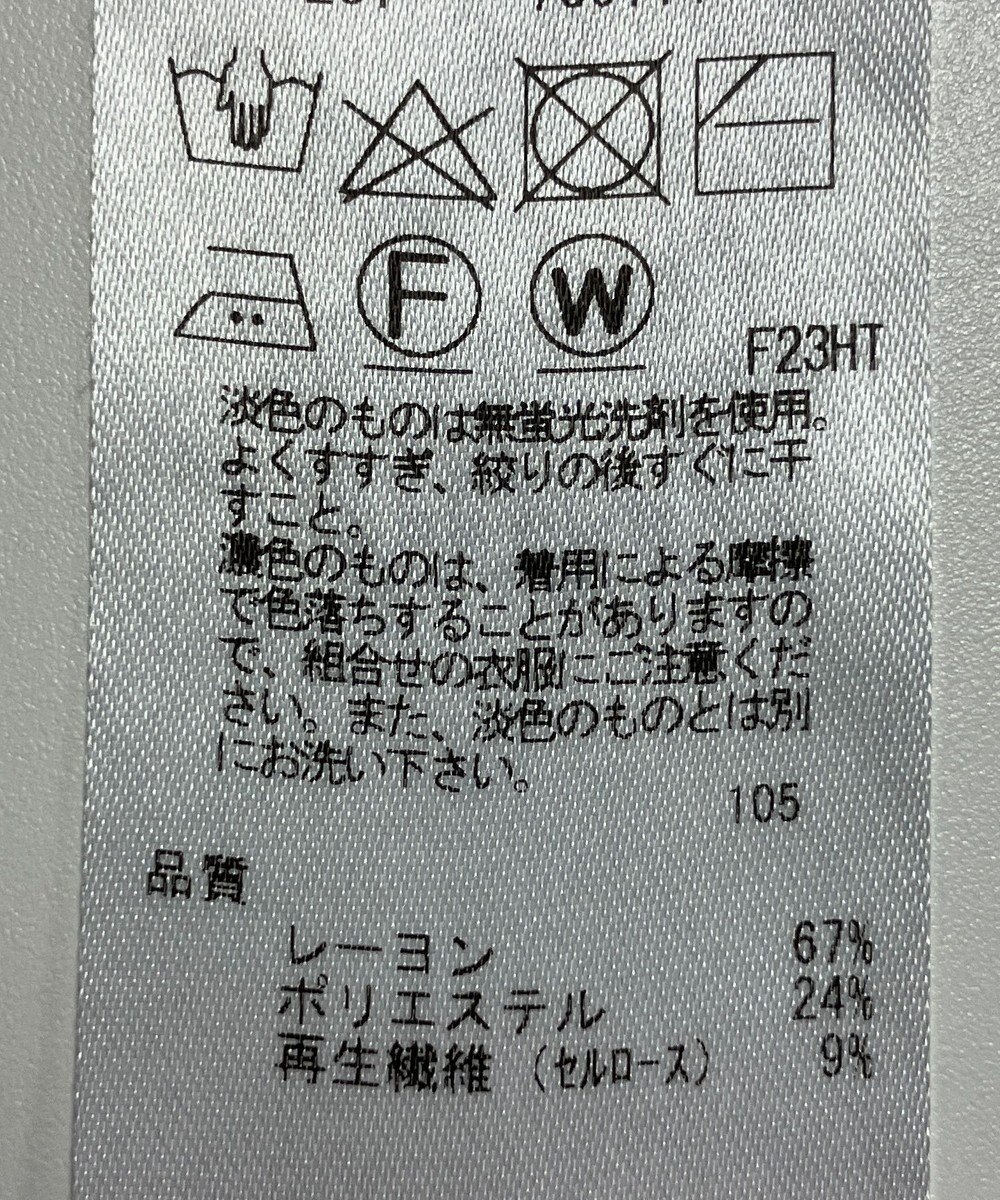 F
W
F23HT
淡色のものは無蛍光洗剤を使用。
よくすすぎ、絞りの後すぐに干
すこと。
濃色のものは、着用による摩擦
で色落ちすることがありますの
で、組合せの衣服にご注意くだ
さい。また、淡色のものとは別
にお洗い下さい。
105
品質
レーヨン 67%
ポリエステル 24%
再生繊維（セルロース） 9%